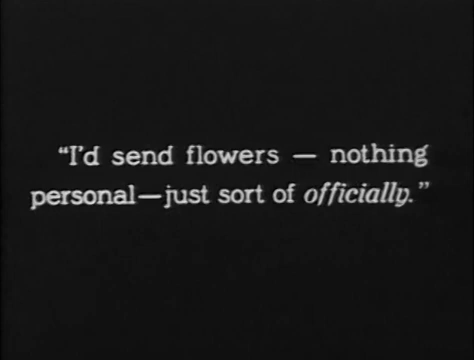 “I'd send flowers — nothing
personal—just sort of officially.”